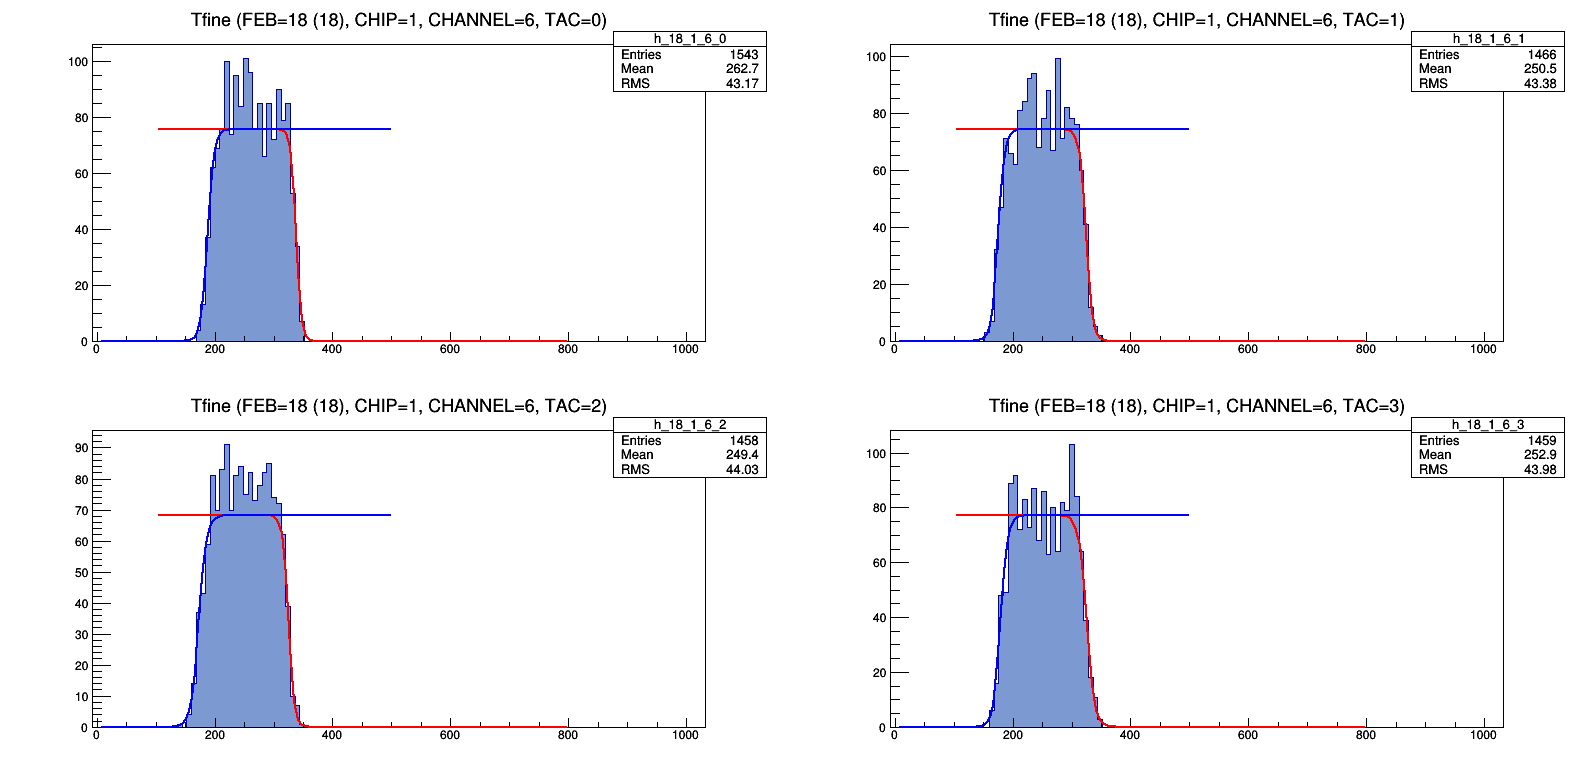 Tfine (FEB=18 (18), CHIP=1, CHANNEL=6, TAC=0)
h_18_1_6_0
Entries 1543
Mean 262.7
RMS 43.17
100
80
60
40
20
0
0 200 400 600 800 1000
Tfine (FEB=18 (18), CHIP=1, CHANNEL=6, TAC=1)
h_18_1_6_1
Entries 1466
Mean 250.5
RMS 43.38
100
80
60
40
20
0
0 200 400 600 800 1000
Tfine (FEB=18 (18), CHIP=1, CHANNEL=6, TAC=2)
h_18_1_6_2
Entries 1458
Mean 249.4
RMS 44.03
90
80
70
60
50
40
30
20
10
0
0 200 400 600 800 1000
Tfine (FEB=18 (18), CHIP=1, CHANNEL=6, TAC=3)
h_18_1_6_3
Entries 1459
Mean 252.9
RMS 43.98
100
80
60
40
20
0
0 200 400 600 800 1000